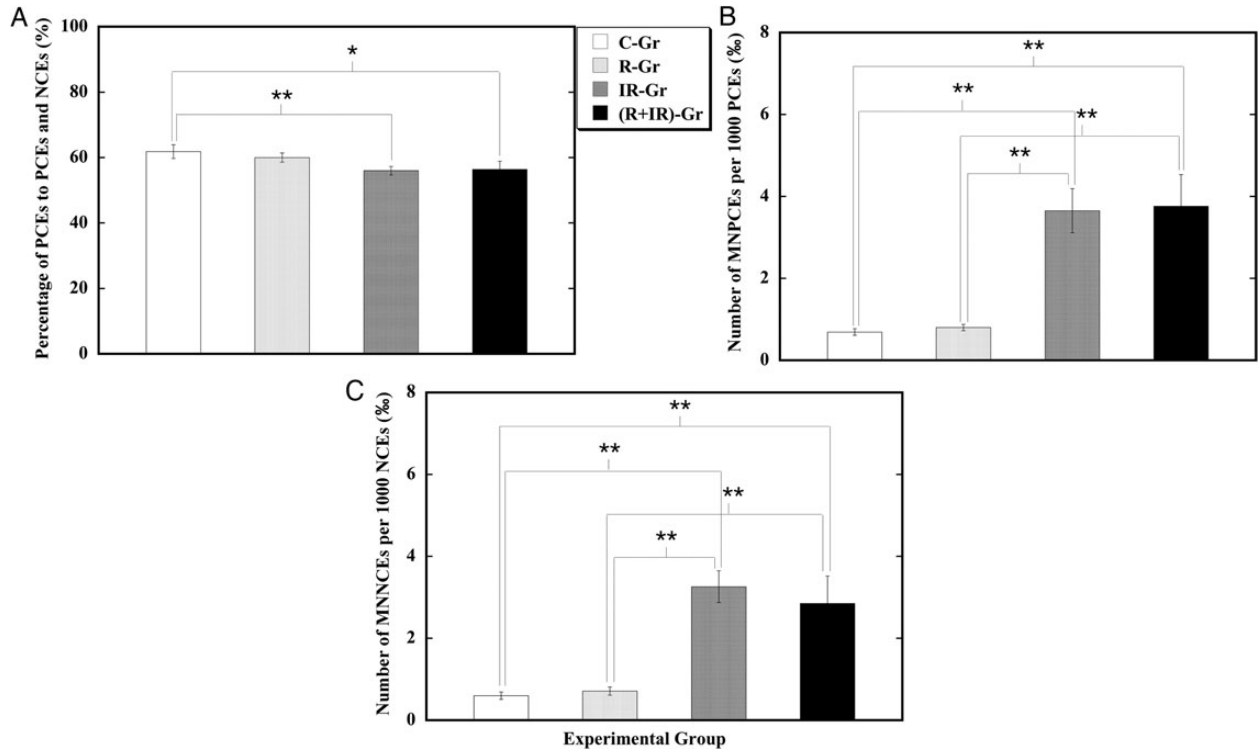 A
Percentage of PCEs to PCEs and NCEs (%)
100
80
60
40
20
0
*
**
C-Gr
R-Gr
IR-Gr
(R+IR)-Gr
B
Number of MNPCEs per 1000 PCEs (‰)
8
6
4
2
0
**
**
**
**
C
Number of MNNCEs per 1000 NCEs (‰)
8
6
4
2
0
**
**
**
**
Experimental Group